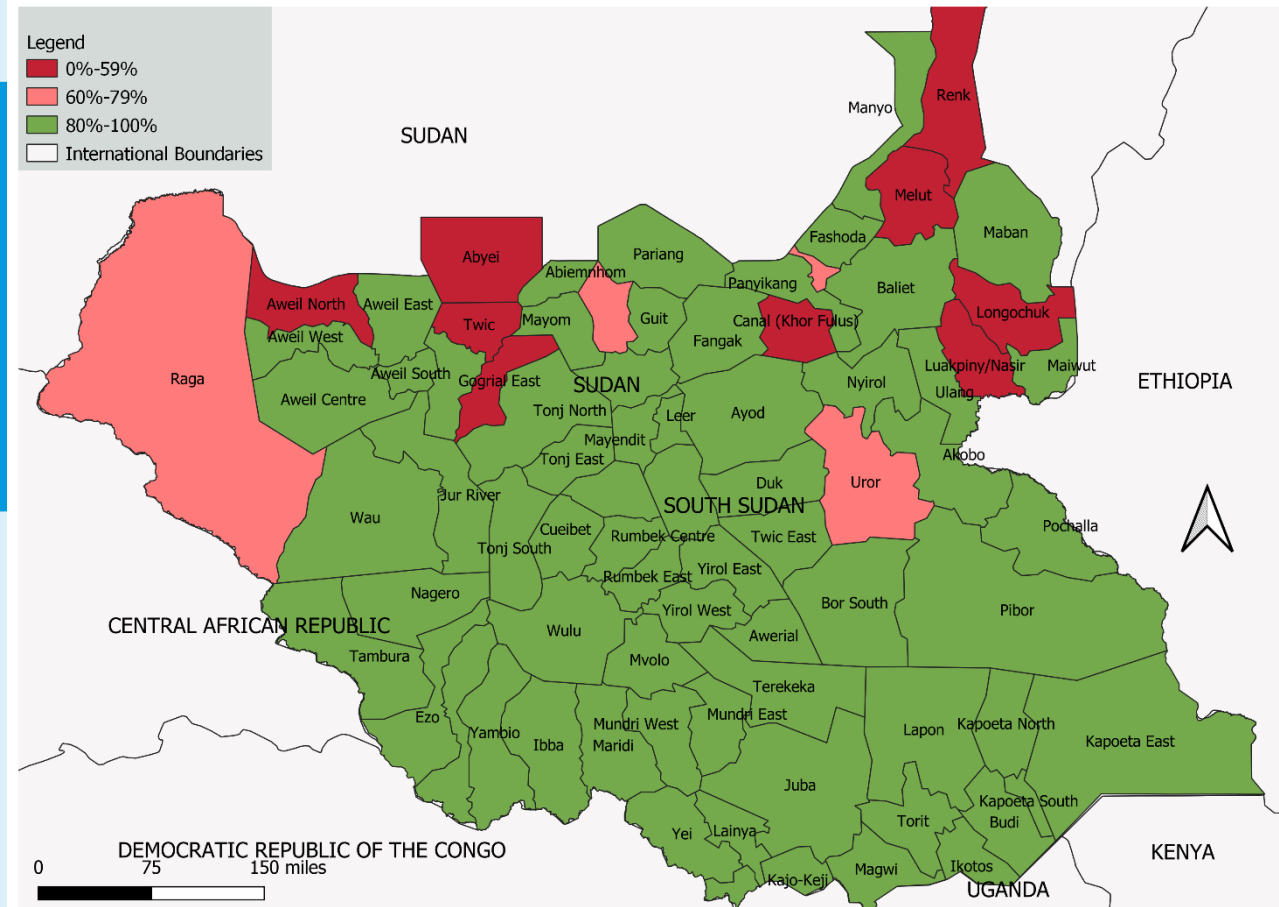 Legend
0%-59%
60%-79%
80%-100%
International Boundaries
SUDAN
Manyo
Renk
Melut
Maban
Fashoda
Pariang
Abyei
Abiemnhom
Panyikang
Baliet
Aweil North
Aweil East
Twic
Mayom
Guit
Fangak
Canal (Khor Fulus)
Longochuk
Aweil West
Raga
Aweil South
Gogrial East
SUDAN
Nyirol
Luakpiny/Nasir
Maiwut
ETHIOPIA
Ulang
Aweil Centre
Tonj North
Leer
Ayod
Mayendit
Tonj East
Akobo
Duk
Uror
Jur River
SOUTH SUDAN
Wau
Cueibet
Rumbek Centre
Twic East
Pochalla
Tonj South
Rumbek East
Yirol East
Nagero
Yirol West
Bor South
Pibor
CENTRAL AFRICAN REPUBLIC
Wulu
Awerial
Tambura
Mvolo
Terekeka
Ezo
Yambio
Ibba
Mundri West
Maridi
Mundri East
Lapon
Kapoeta North
Kapoeta East
Juba
Kapoeta South
Budi
Torit
Yei
Lainya
DEMOCRATIC REPUBLIC OF THE CONGO
KENYA
0 75 150 miles
Kajo-Keji
Magwi
Ikotos
UGANDA